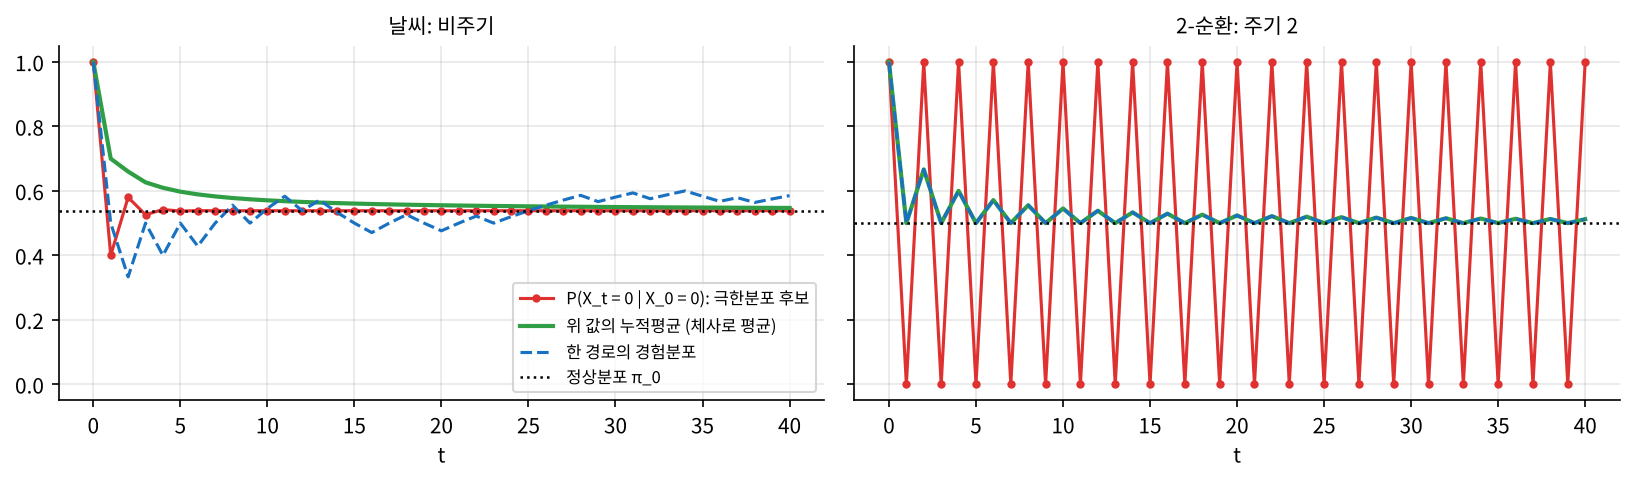 날씨: 비주기
1.0
0.8
0.6
0.4
0.2
0.0
P(X_t = 0 | X_0 = 0): 극한분포 후보
위 값의 누적평균 (체사로 평균)
한 경로의 경험분포
정상분포 π_0
0 5 10 15 20 25 30 35 40
t
2-순환: 주기 2
0 5 10 15 20 25 30 35 40
t